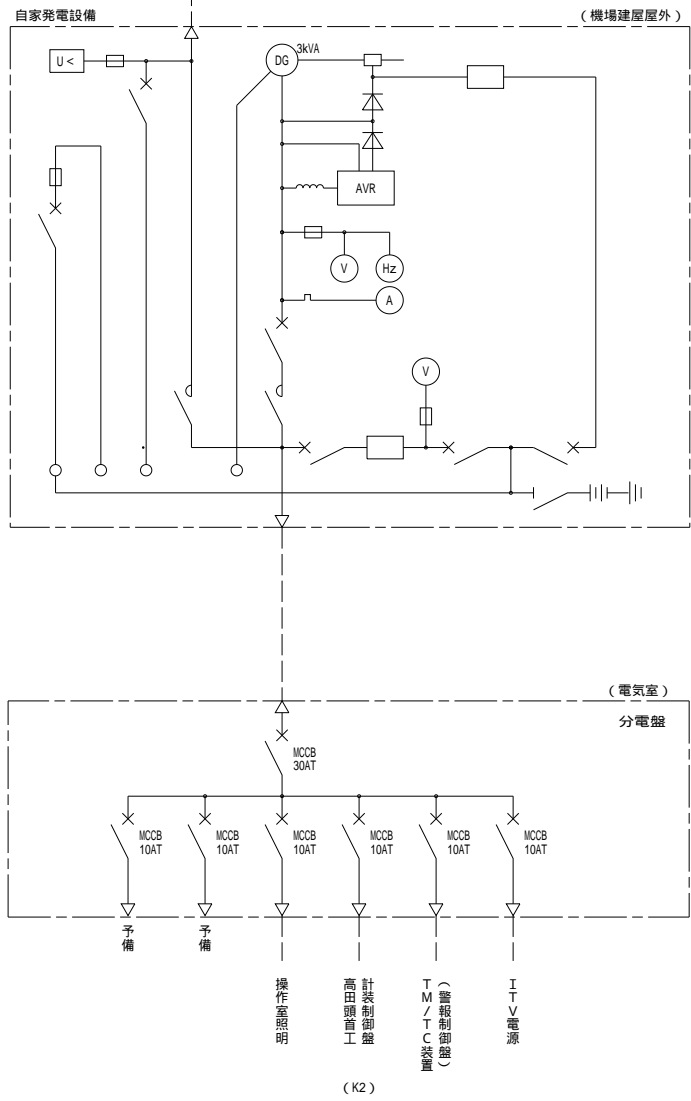 自家発電設備
(機場建屋屋外)
U<
DG
3kVA
AVR
V
Hz
A
V
(電気室)
分電盤
MCCB
30AT
MCCB
10AT
MCCB
10AT
MCCB
10AT
MCCB
10AT
MCCB
10AT
MCCB
10AT
予備
予備
操作室照明
計装制御盤
高田頭首工
(警報制御盤)
TM/TC装置
ITV電源
(K2)